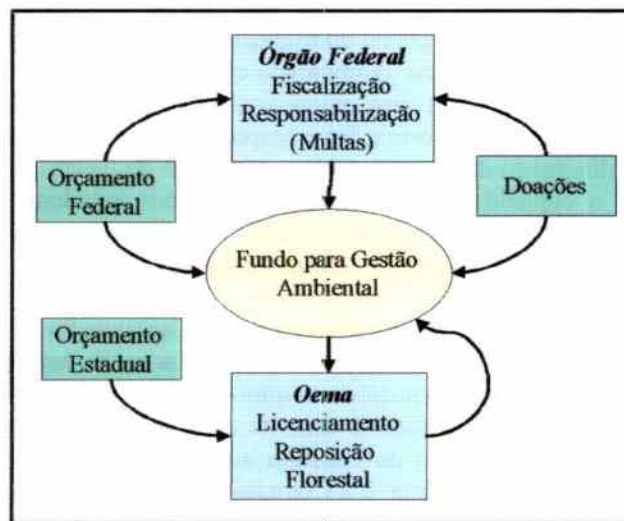 Órgão Federal
Fiscalização
Responsabilização
(Multas)
Orçamento
Federal
Doações
Fundo para Gestão
Ambiental
Orçamento
Estadual
Oema
Licenciamento
Reposição
Florestal